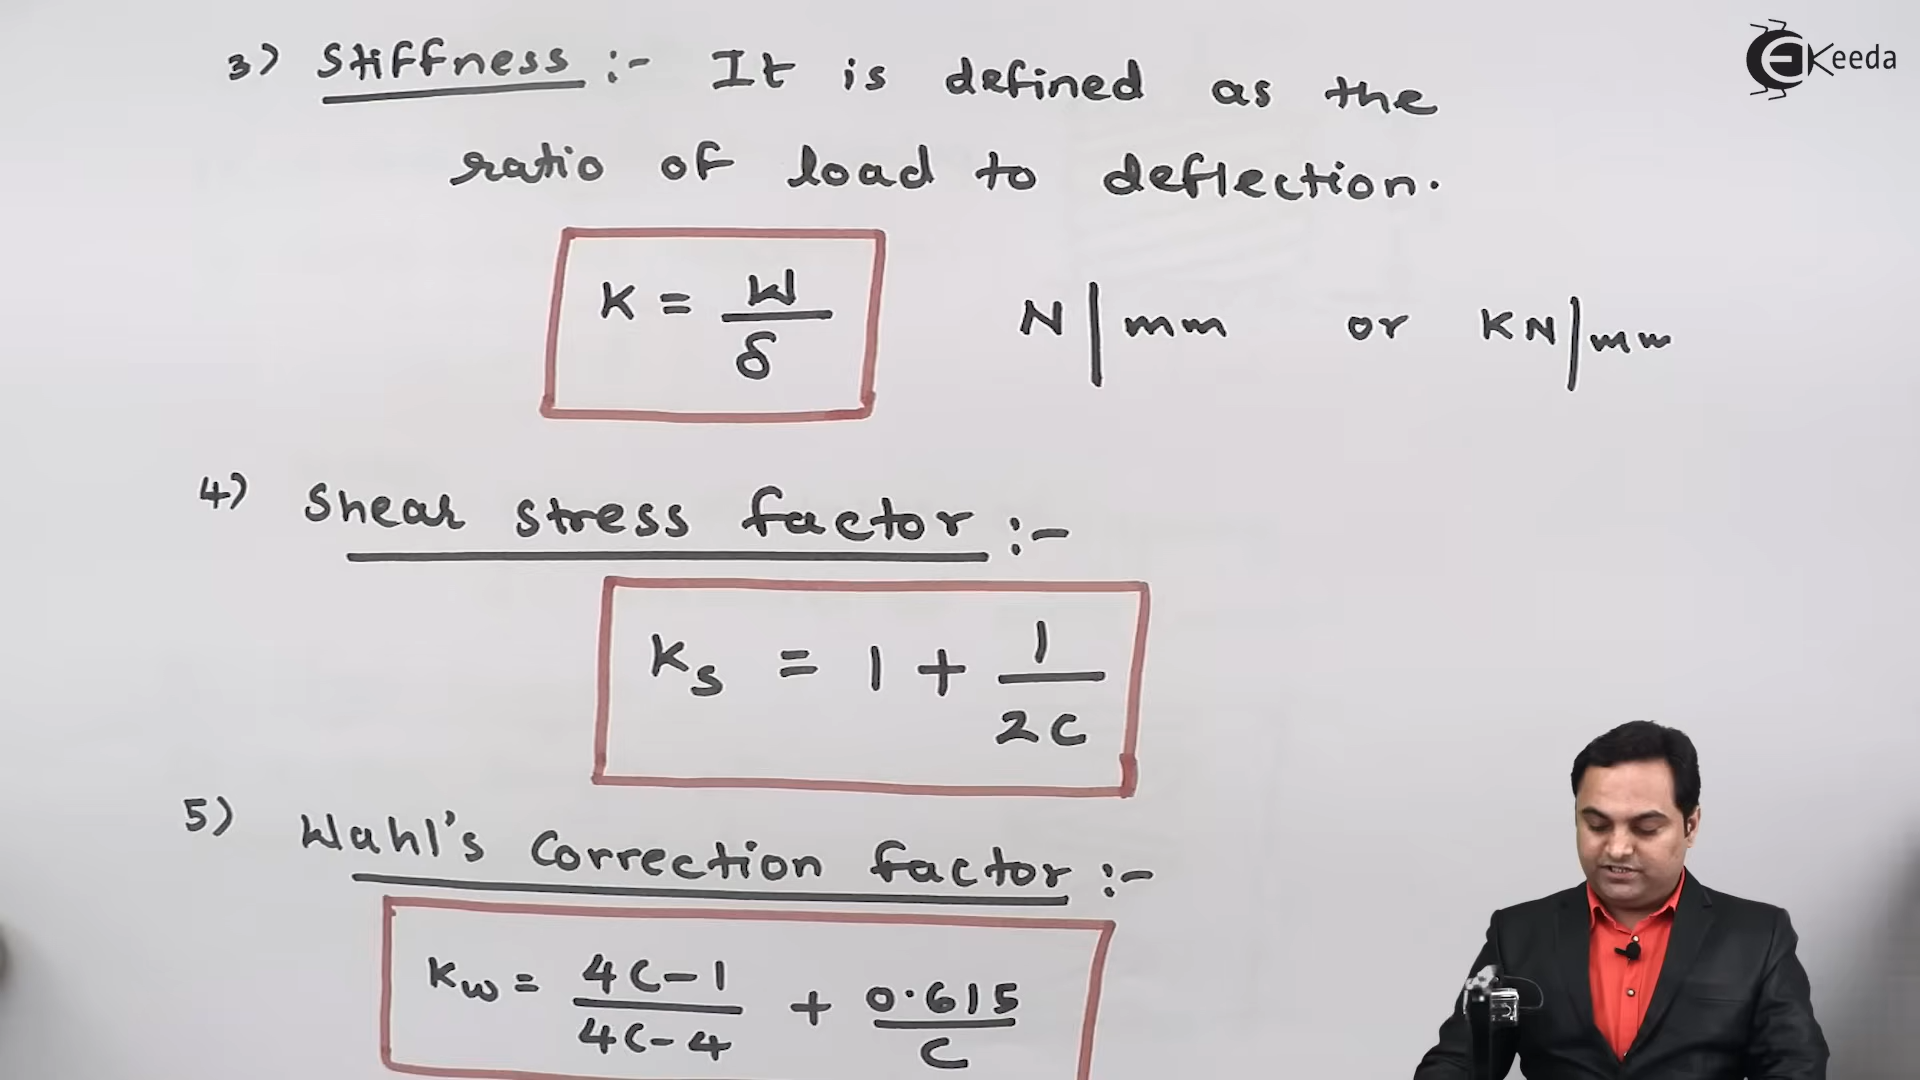 Keeda
3) Stiffness :- It is defined as the
ratio of load to deflection.
K = W/δ N/mm or KN/mm
4) Shear stress factor :-
Ks = 1 + 1/2C
5) Wahl's Correction factor :-
Kw = 4C-1/4C-4 + 0.615/C